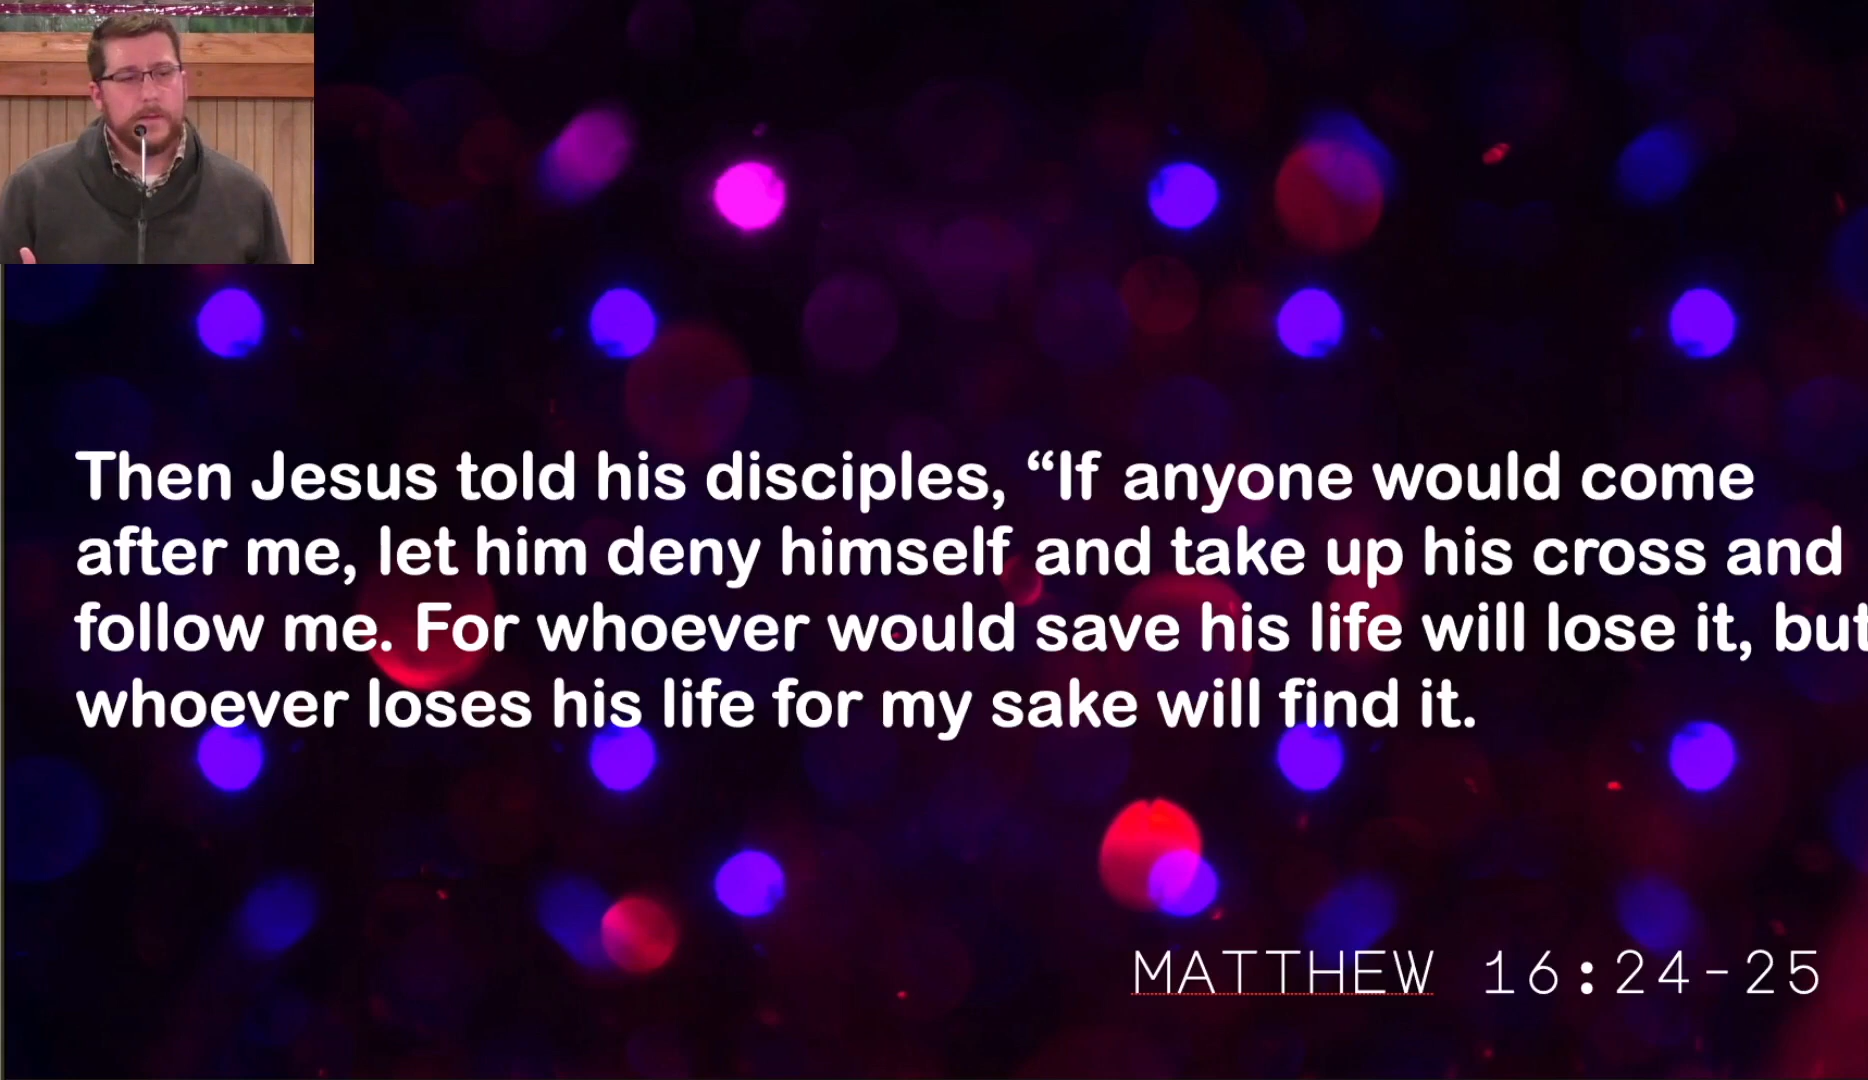 Then Jesus told his disciples, “If anyone would come
after me, let him deny himself and take up his cross and
follow me. For whoever would save his life will lose it, but
whoever loses his life for my sake will find it.
MATTHEW 16:24-25